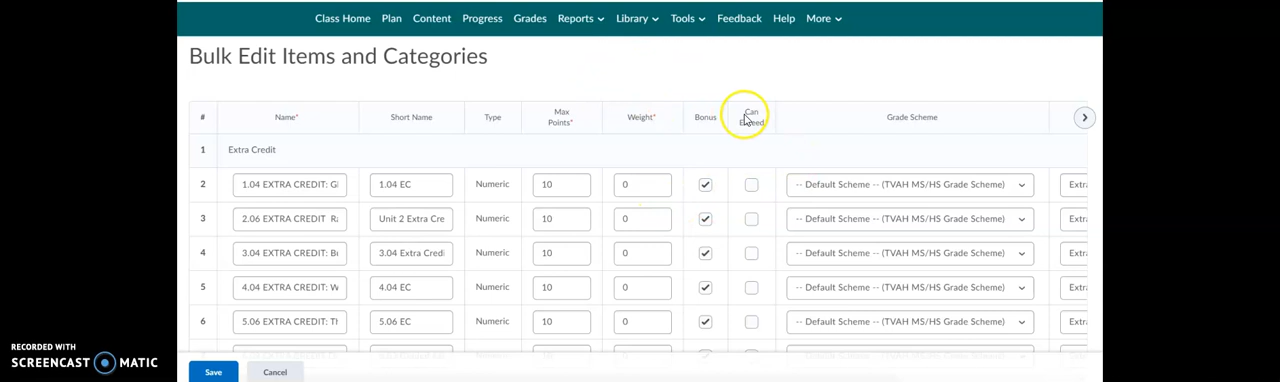 Class Home Plan Content Progress Grades Reports Library Tools Feedback Help More
Bulk Edit Items and Categories
# Name* Short Name Type Max Points* Weight* Bonus Can Exceed Grade Scheme
1 Extra Credit
2 1.04 EXTRA CREDIT: Gl 1.04 EC Numeric 10 0 -- Default Scheme -- (TVAH MS/HS Grade Scheme) Extra
3 2.06 EXTRA CREDIT Ra Unit 2 Extra Cre Numeric 10 0 -- Default Scheme -- (TVAH MS/HS Grade Scheme) Extra
4 3.04 EXTRA CREDIT: Bu 3.04 Extra Credi Numeric 10 0 -- Default Scheme -- (TVAH MS/HS Grade Scheme) Extra
5 4.04 EXTRA CREDIT: W 4.04 EC Numeric 10 0 -- Default Scheme -- (TVAH MS/HS Grade Scheme) Extra
6 5.06 EXTRA CREDIT: Th 5.06 EC Numeric 10 0 -- Default Scheme -- (TVAH MS/HS Grade Scheme) Extra
Save Cancel
RECORDED WITH
SCREENCAST MATIC